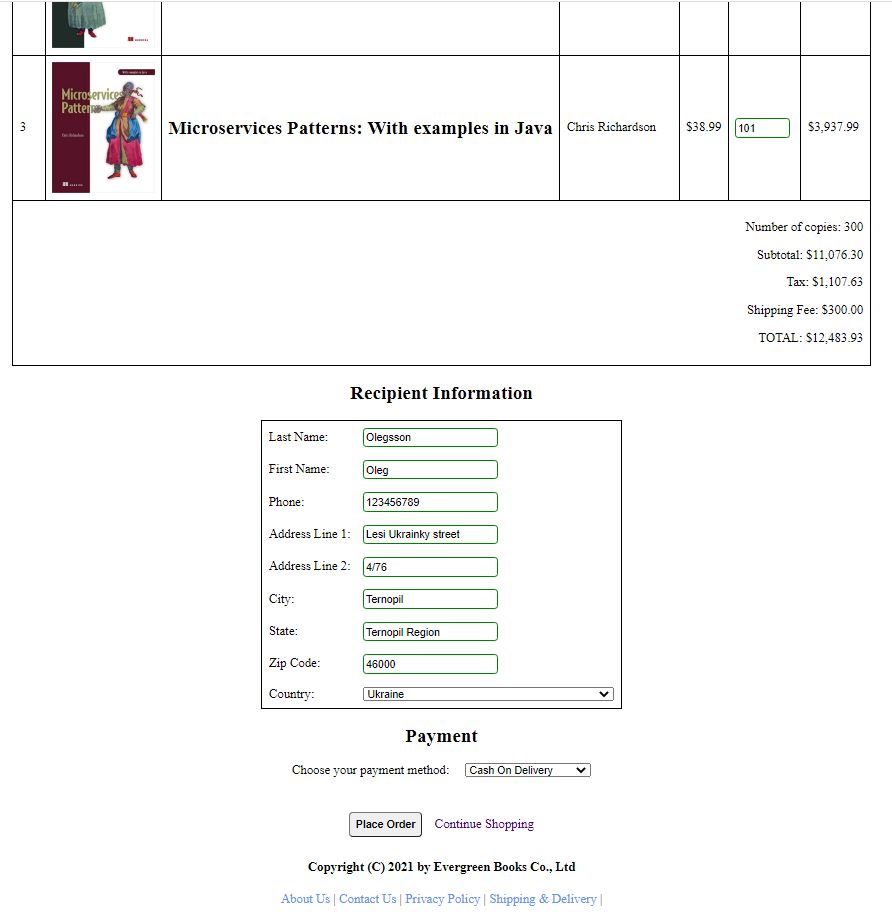 Microservices
Patterns
3
Microservices Patterns: With examples in Java
Chris Richardson
$38.99
101
$3,937.99
Number of copies: 300
Subtotal: $11,076.30
Tax: $1,107.63
Shipping Fee: $300.00
TOTAL: $12,483.93
Recipient Information
Last Name: Olegsson
First Name: Oleg
Phone: 123456789
Address Line 1: Lesi Ukrainky street
Address Line 2: 4/76
City: Ternopil
State: Ternopil Region
Zip Code: 46000
Country: Ukraine
Payment
Choose your payment method: Cash On Delivery
Place Order Continue Shopping
Copyright (C) 2021 by Evergreen Books Co., Ltd
About Us | Contact Us | Privacy Policy | Shipping & Delivery |